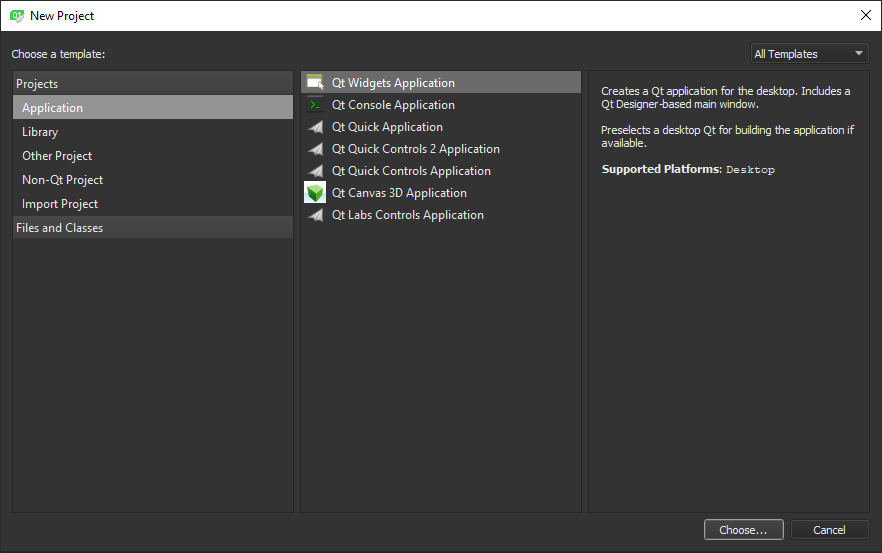 New Project
Choose a template:
All Templates
Projects
Application
Library
Other Project
Non-Qt Project
Import Project
Files and Classes
Qt Widgets Application
Qt Console Application
Qt Quick Application
Qt Quick Controls 2 Application
Qt Quick Controls Application
Qt Canvas 3D Application
Qt Labs Controls Application
Creates a Qt application for the desktop. Includes a
Qt Designer-based main window.
Preselects a desktop Qt for building the application if
available.
Supported Platforms: Desktop
Choose...
Cancel